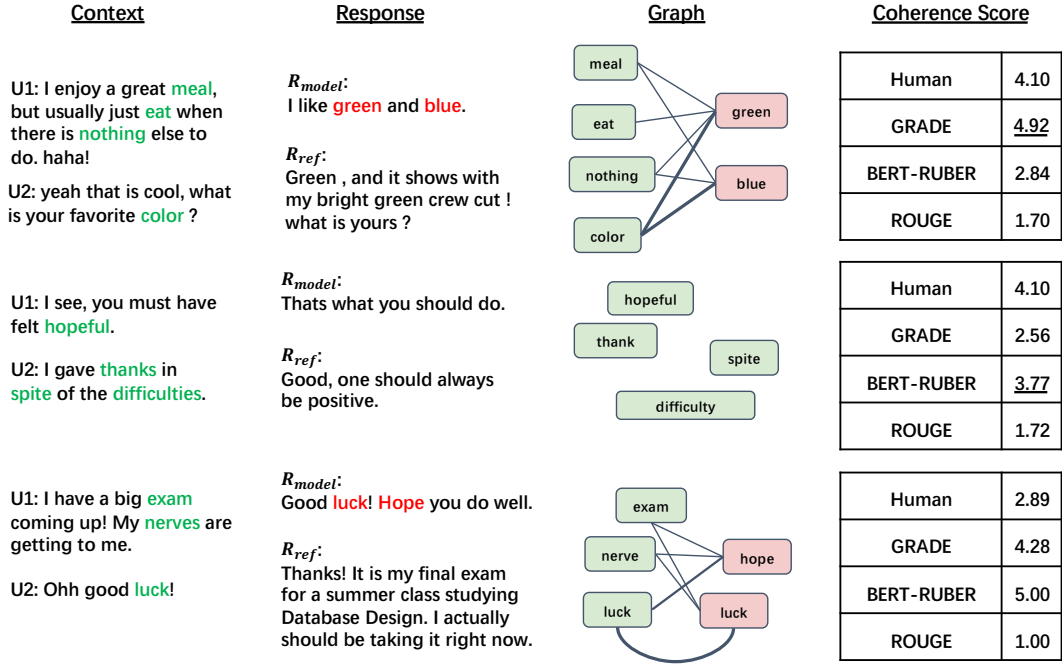 Context
Response
Graph
Coherence Score
U1: I enjoy a great meal,
but usually just eat when
there is nothing else to
do. haha!
U2: yeah that is cool, what
is your favorite color ?
R_model:
I like green and blue.
R_ref:
Green , and it shows with
my bright green crew cut !
what is yours ?
meal
eat
nothing
color
green
blue
Human 4.10
GRADE 4.92
BERT-RUBER 2.84
ROUGE 1.70
U1: I see, you must have
felt hopeful.
U2: I gave thanks in
spite of the difficulties.
R_model:
Thats what you should do.
R_ref:
Good, one should always
be positive.
hopeful
thank
spite
difficulty
Human 4.10
GRADE 2.56
BERT-RUBER 3.77
ROUGE 1.72
U1: I have a big exam
coming up! My nerves are
getting to me.
U2: Ohh good luck!
R_model:
Good luck! Hope you do well.
R_ref:
Thanks! It is my final exam
for a summer class studying
Database Design. I actually
should be taking it right now.
exam
nerve
hope
luck
luck
Human 2.89
GRADE 4.28
BERT-RUBER 5.00
ROUGE 1.00